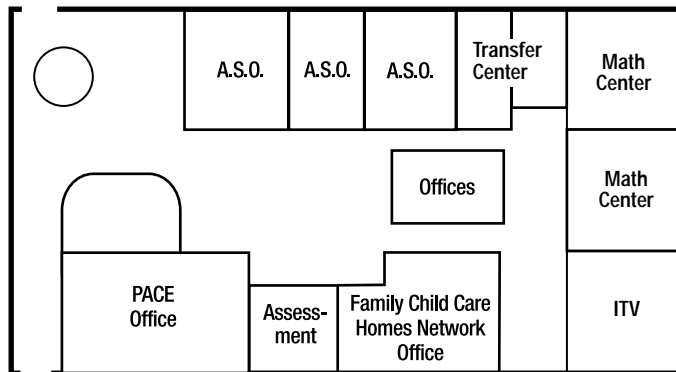 A.S.O.
A.S.O.
A.S.O.
Transfer
Center
Math
Center
Offices
Math
Center
PACE
Office
Assess-
ment
Family Child Care
Homes Network
Office
ITV